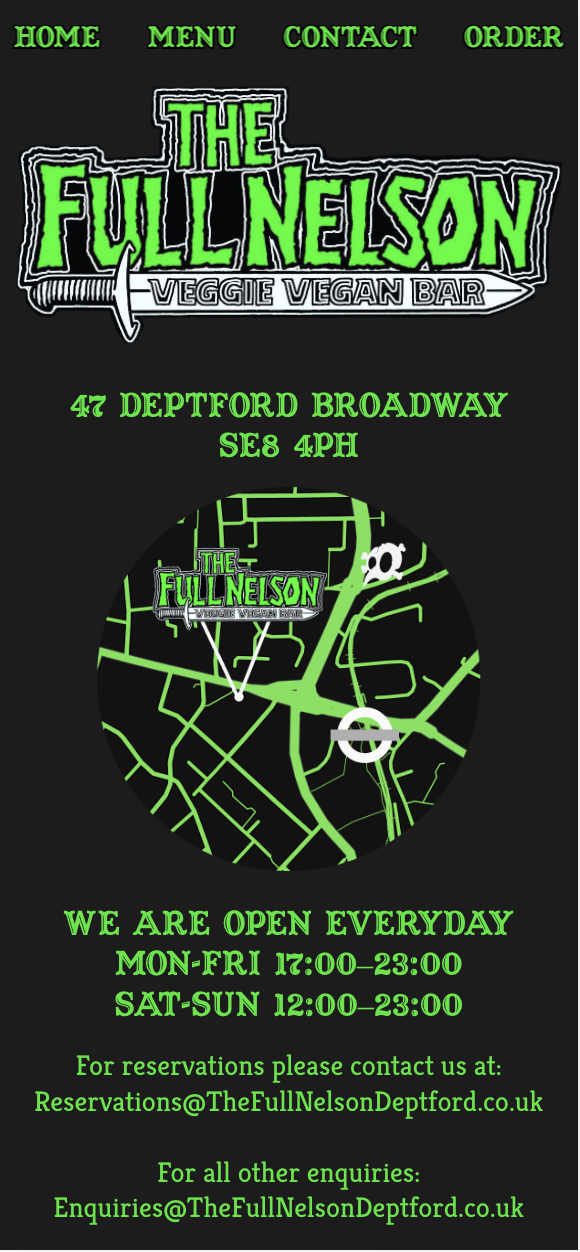 HOME MENU CONTACT ORDER
THE
FULL NELSON
VEGGIE VEGAN BAR
47 DEPTFORD BROADWAY
SE8 4PH
THE
FULL NELSON
VEGGIE VEGAN BAR
WE ARE OPEN EVERYDAY
MON-FRI 17:00–23:00
SAT-SUN 12:00–23:00
For reservations please contact us at:
Reservations@TheFullNelsonDeptford.co.uk
For all other enquiries:
Enquiries@TheFullNelsonDeptford.co.uk